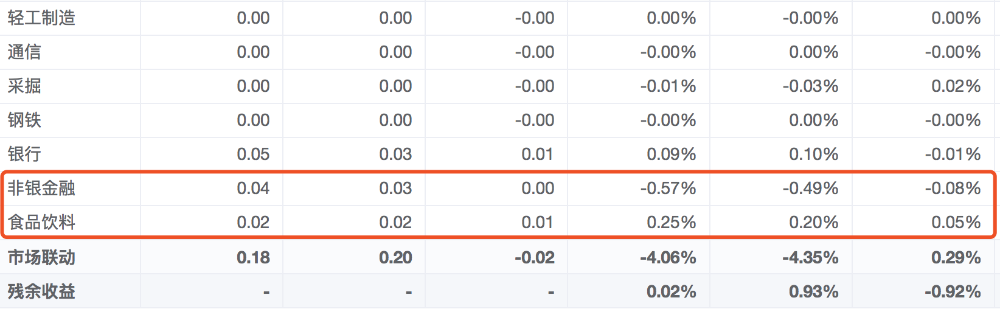 轻工制造 0.00 0.00 -0.00 0.00% -0.00% 0.00%
通信 0.00 0.00 -0.00 -0.00% 0.00% -0.00%
采掘 0.00 0.00 -0.00 -0.01% -0.03% 0.02%
钢铁 0.00 0.00 -0.00 -0.00% 0.00% -0.00%
银行 0.05 0.03 0.01 0.09% 0.10% -0.01%
非银金融 0.04 0.03 0.00 -0.57% -0.49% -0.08%
食品饮料 0.02 0.02 0.01 0.25% 0.20% 0.05%
市场联动 0.18 0.20 -0.02 -4.06% -4.35% 0.29%
残余收益 - - - 0.02% 0.93% -0.92%